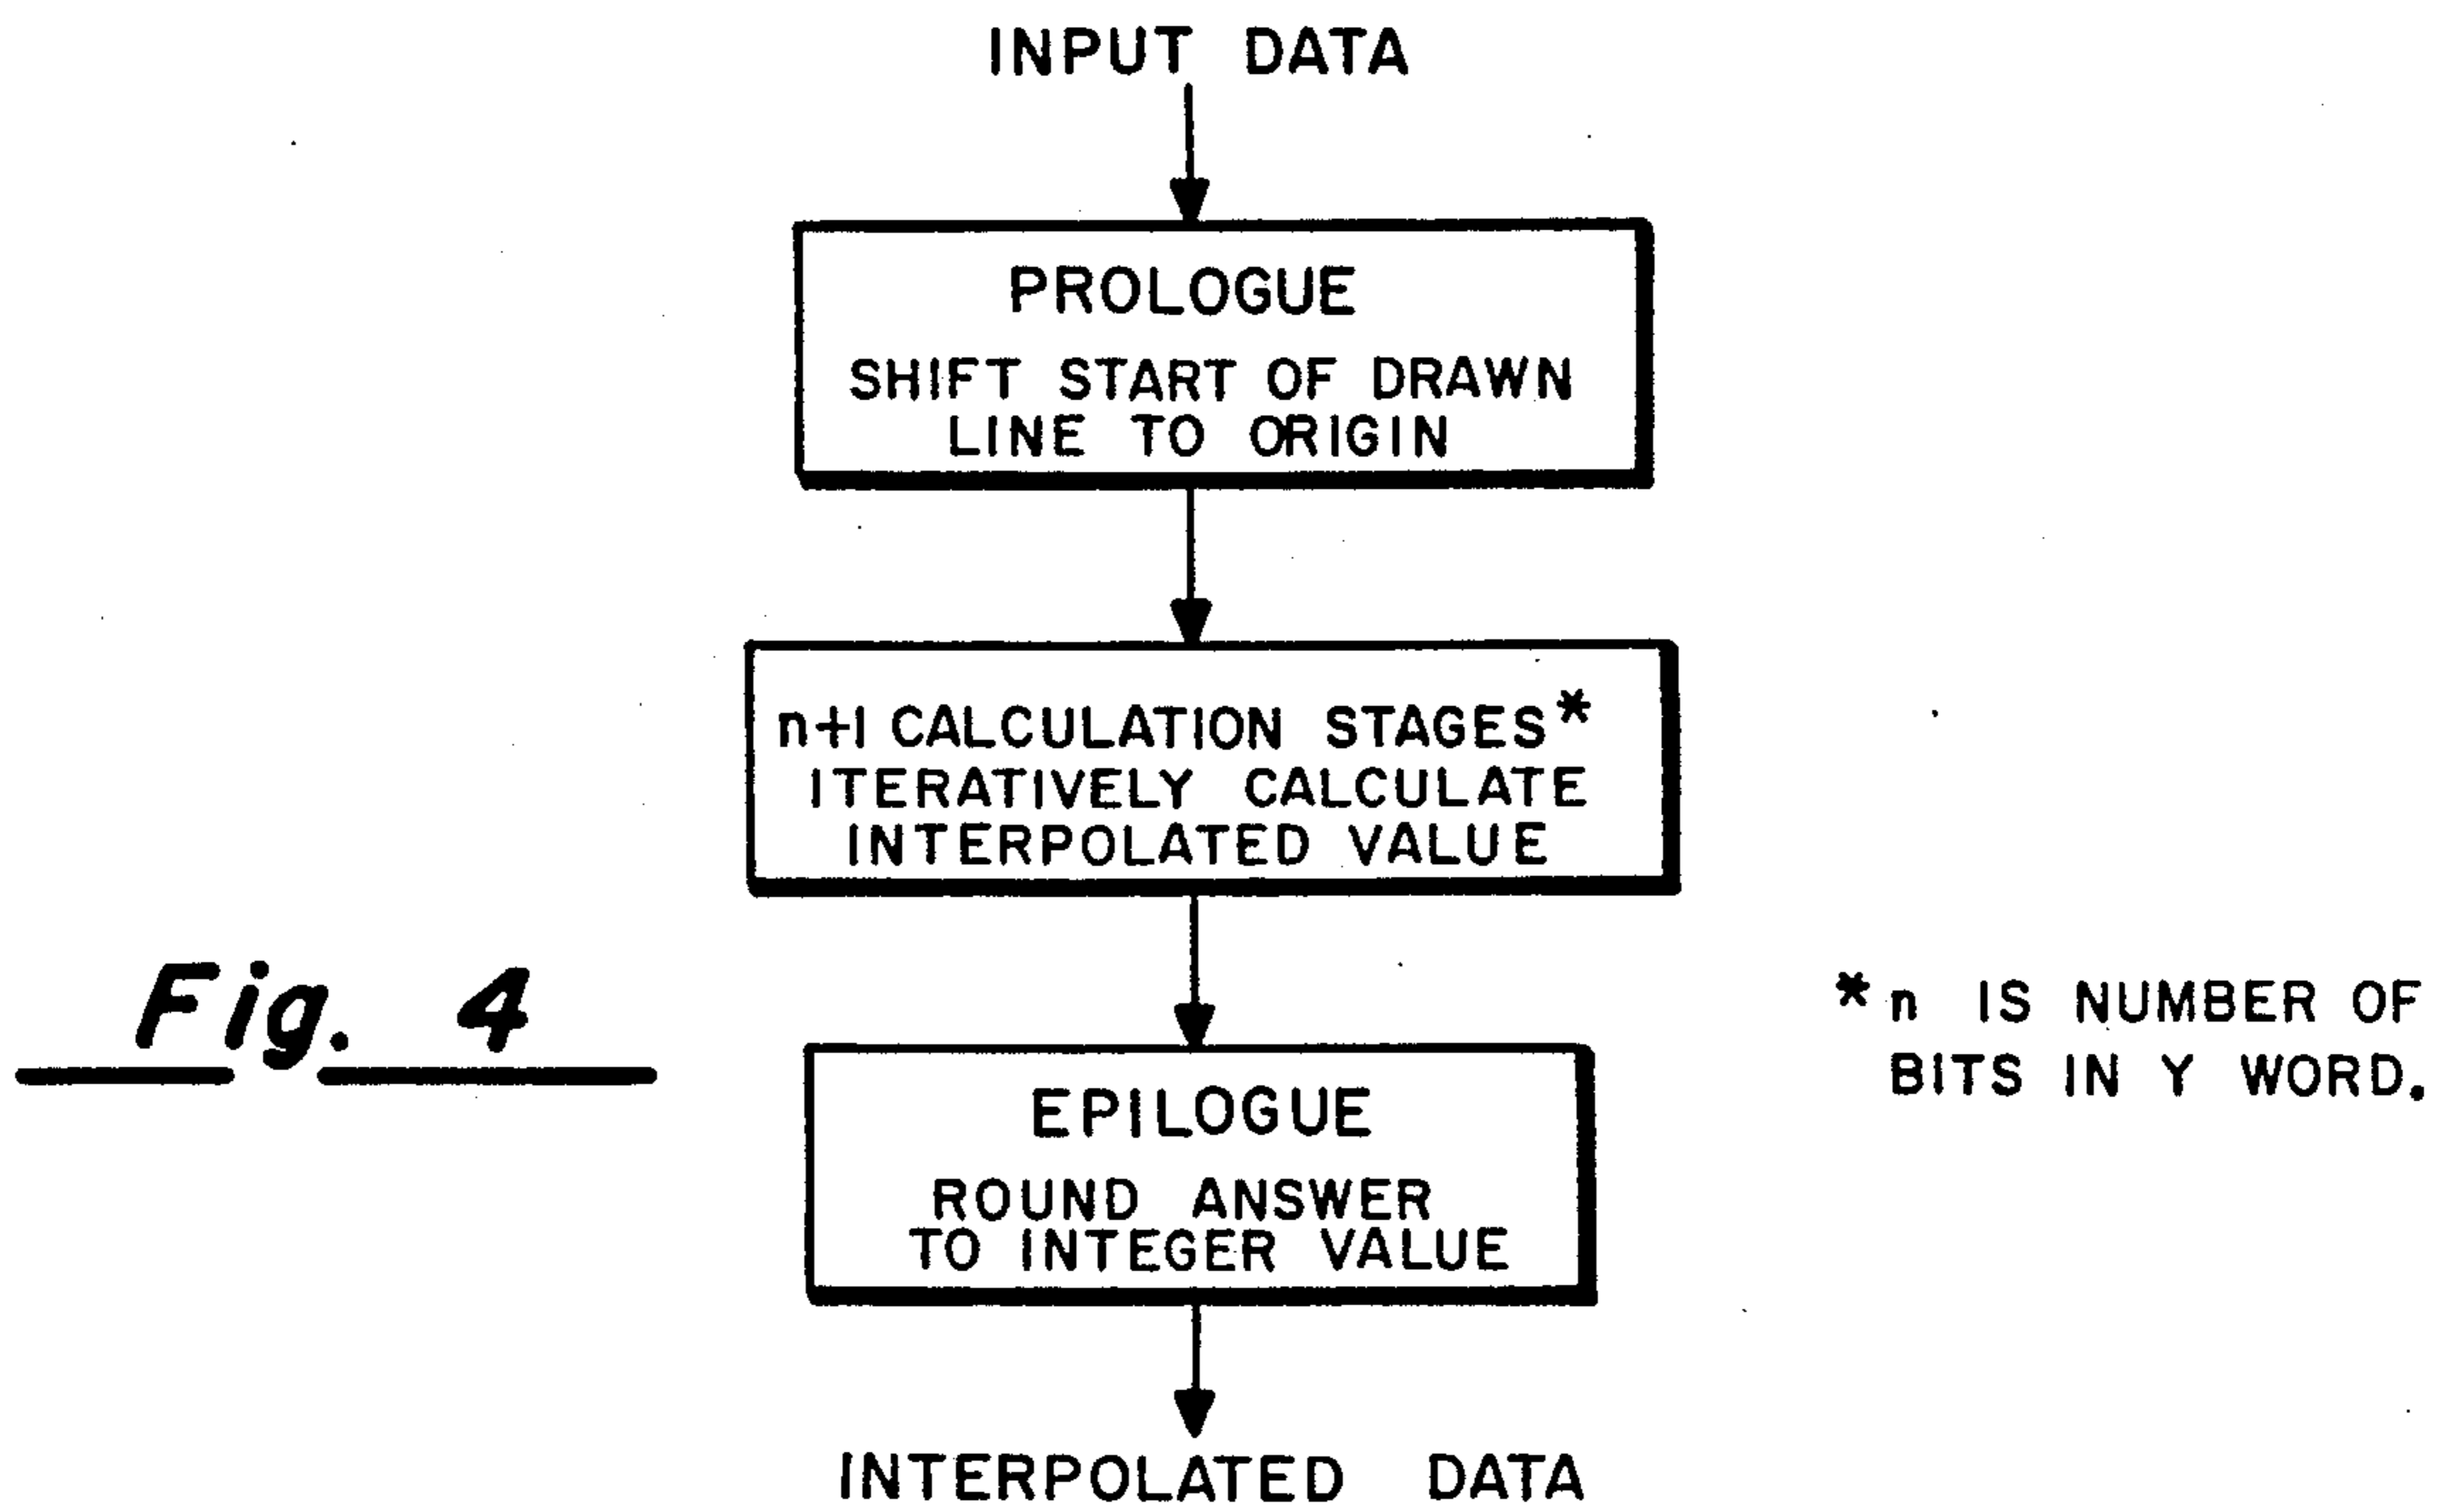 INPUT DATA
PROLOGUE
SHIFT START OF DRAWN
LINE TO ORIGIN
n+1 CALCULATION STAGES*
ITERATIVELY CALCULATE
INTERPOLATED VALUE
EPILOGUE
ROUND ANSWER
TO INTEGER VALUE
INTERPOLATED DATA
Fig. 4
*n IS NUMBER OF
BITS IN Y WORD.